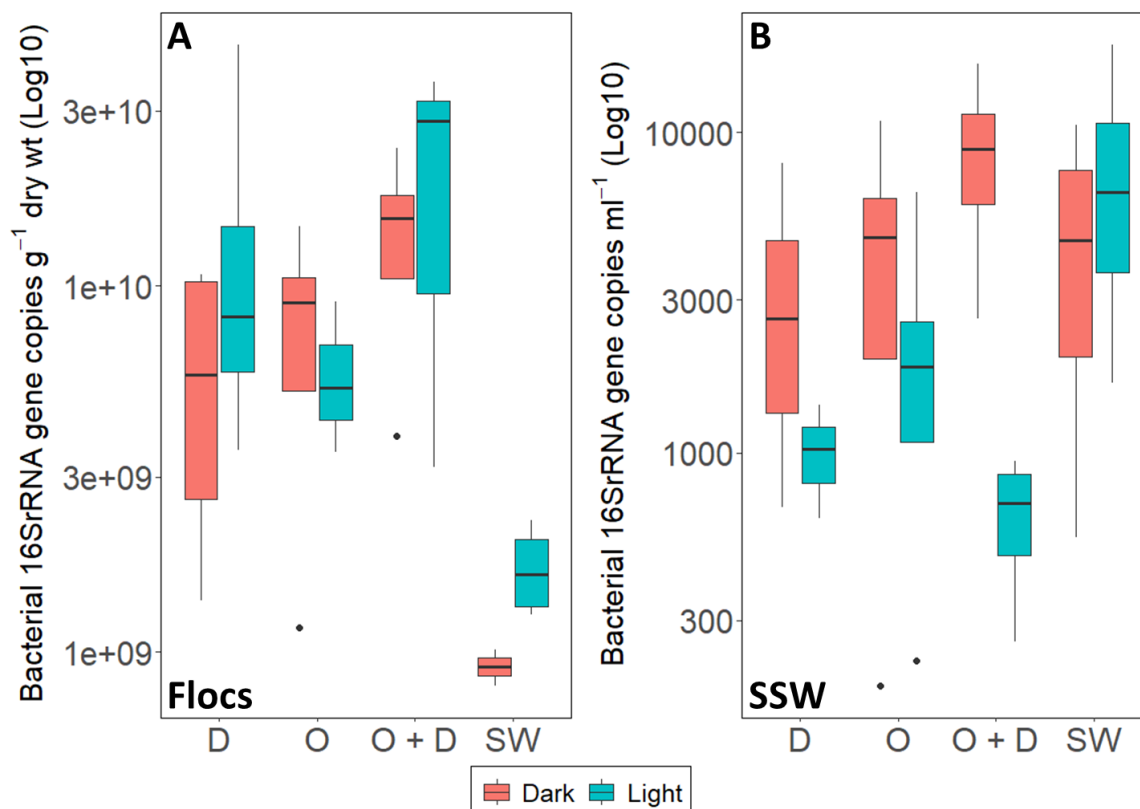 A
Bacterial 16SrRNA gene copies g⁻¹ dry wt (Log10)
3e+10
1e+10
3e+09
1e+09
Flocs
D O O + D SW
B
Bacterial 16SrRNA gene copies ml⁻¹ (Log10)
10000
3000
1000
300
SSW
D O O + D SW
Dark Light